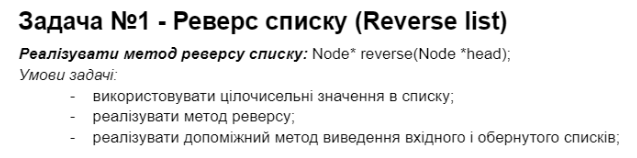 Задача №1 - Реверс списку (Reverse list)
Реалізувати метод реверсу списку: Node* reverse(Node *head);
Умови задачі:
- використовувати цілочисельні значення в списку;
- реалізувати метод реверсу;
- реалізувати допоміжний метод виведення вхідного і обернутого списків;